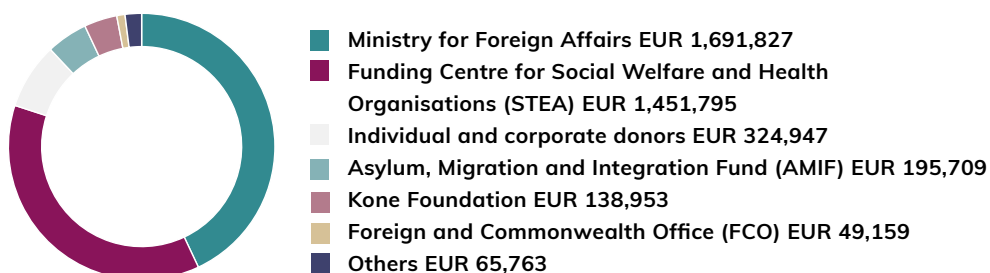 Ministry for Foreign Affairs EUR 1,691,827
Funding Centre for Social Welfare and Health
Organisations (STEA) EUR 1,451,795
Individual and corporate donors EUR 324,947
Asylum, Migration and Integration Fund (AMIF) EUR 195,709
Kone Foundation EUR 138,953
Foreign and Commonwealth Office (FCO) EUR 49,159
Others EUR 65,763